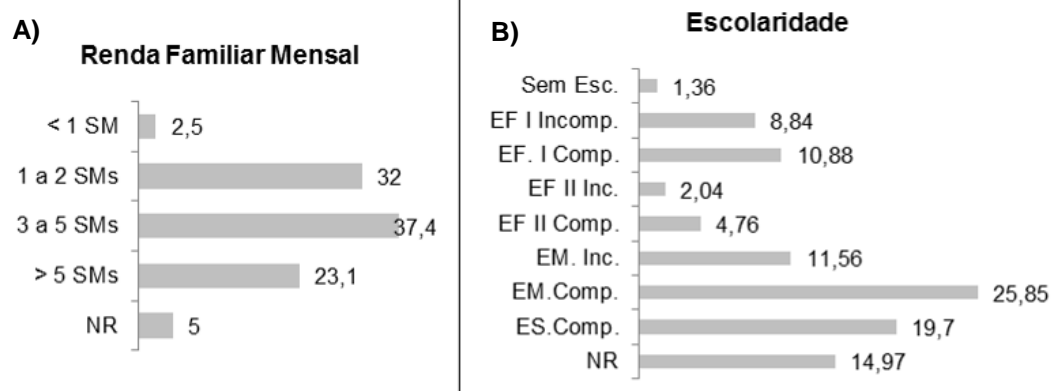 A)
Renda Familiar Mensal
< 1 SM 2,5
1 a 2 SMs 32
3 a 5 SMs 37,4
> 5 SMs 23,1
NR 5
B)
Escolaridade
Sem Esc. 1,36
EF I Incomp. 8,84
EF. I Comp. 10,88
EF II Inc. 2,04
EF II Comp. 4,76
EM. Inc. 11,56
EM.Comp. 25,85
ES.Comp. 19,7
NR 14,97